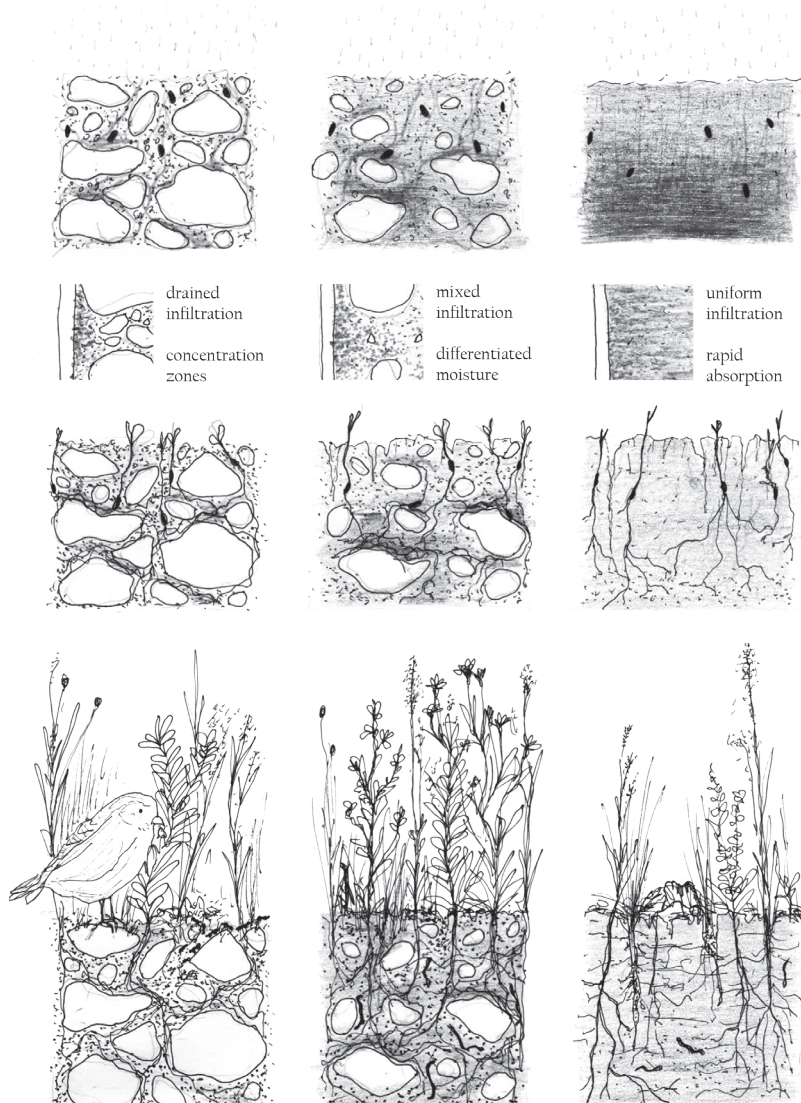 drained
infiltration
concentration
zones
mixed
infiltration
differentiated
moisture
uniform
infiltration
rapid
absorption